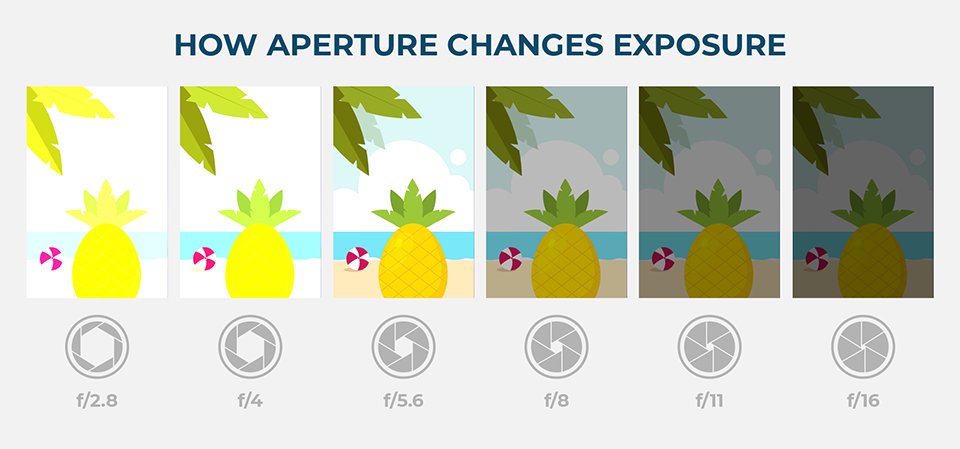 HOW APERTURE CHANGES EXPOSURE
f/2.8
f/4
f/5.6
f/8
f/11
f/16